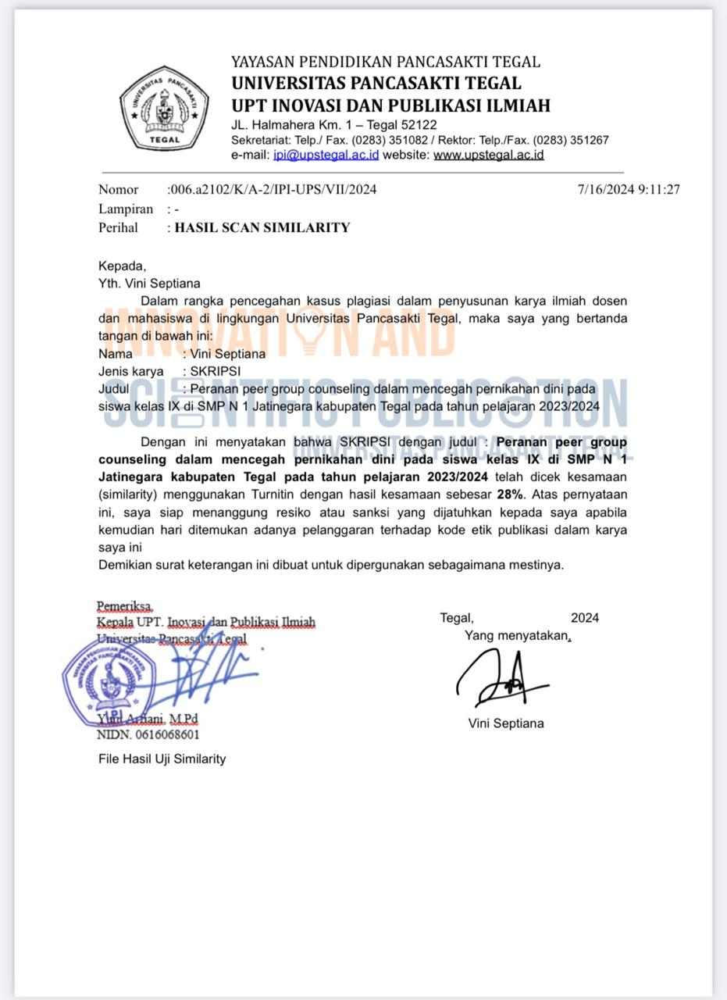 YAYASAN PENDIDIKAN PANCASAKTI TEGAL
UNIVERSITAS PANCASAKTI TEGAL
UPT INOVASI DAN PUBLIKASI ILMIAH
JL. Halmahera Km. 1 – Tegal 52122
Sekretariat: Telp./ Fax. (0283) 351082 / Rektor: Telp./Fax. (0283) 351267
e-mail: ipi@upstegal.ac.id website: www.upstegal.ac.id
UNIVERSITAS PANCASAKTI
TEGAL
Nomor :006.a2102/K/A-2/IPI-UPS/VII/2024 7/16/2024 9:11:27
Lampiran : -
Perihal : HASIL SCAN SIMILARITY
Kepada,
Yth. Vini Septiana
Dalam rangka pencegahan kasus plagiasi dalam penyusunan karya ilmiah dosen
dan mahasiswa di lingkungan Universitas Pancasakti Tegal, maka saya yang bertanda
tangan di bawah ini:
Nama : Vini Septiana
Jenis karya : SKRIPSI
Judul : Peranan peer group counseling dalam mencegah pernikahan dini pada
siswa kelas IX di SMP N 1 Jatinegara kabupaten Tegal pada tahun pelajaran 2023/2024
INNOVATION AND
SCIENTIFIC PUBLICATION
UNIVERSITAS PANCASAKTI TEGAL
Dengan ini menyatakan bahwa SKRIPSI dengan judul : Peranan peer group
counseling dalam mencegah pernikahan dini pada siswa kelas IX di SMP N 1
Jatinegara kabupaten Tegal pada tahun pelajaran 2023/2024 telah dicek kesamaan
(similarity) menggunakan Turnitin dengan hasil kesamaan sebesar 28%. Atas pernyataan
ini, saya siap menanggung resiko atau sanksi yang dijatuhkan kepada saya apabila
kemudian hari ditemukan adanya pelanggaran terhadap kode etik publikasi dalam karya
saya ini
Demikian surat keterangan ini dibuat untuk dipergunakan sebagaimana mestinya.
Pemeriksa,
Kepala UPT. Inovasi dan Publikasi Ilmiah
Universitas Pancasakti Tegal
YAYASAN PENDIDIKAN PANCASAKTI
UNIVERSITAS PANCASAKTI TEGAL
IPI
Yuni Arfiani, M.Pd
NIDN. 0616068601
Tegal, 2024
Yang menyatakan,
Vini Septiana
File Hasil Uji Similarity